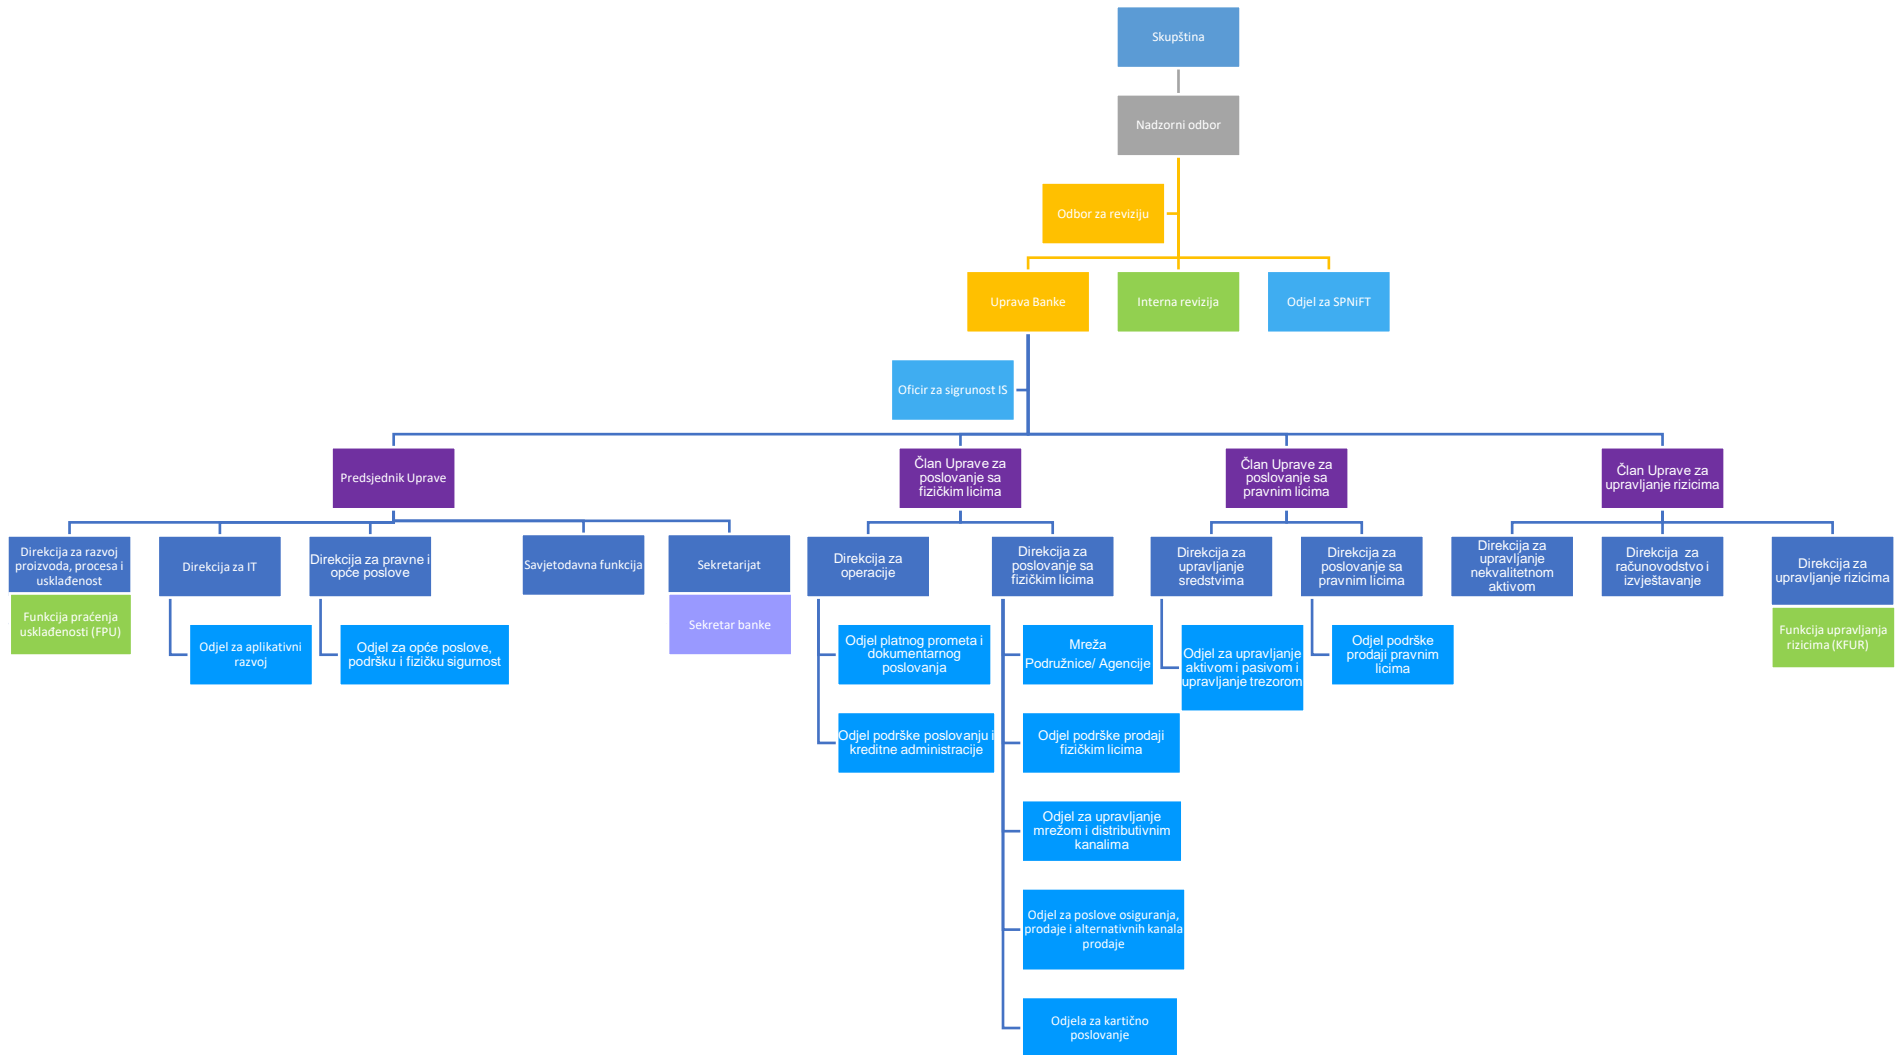 Skupština
Nadzorni odbor
Odbor za reviziju
Uprava Banke
Interna revizija
Odjel za SPNiFT
Oficir za sigrunost IS
Predsjednik Uprave
Član Uprave za
poslovanje sa
fizičkim licima
Član Uprave za
poslovanje sa
pravnim licima
Član Uprave za
upravljanje rizicima
Direkcija za razvoj
proizvoda, procesa i
usklađenost
Funkcija praćenja
usklađenosti (FPU)
Direkcija za IT
Odjel za aplikativni
razvoj
Direkcija za pravne i
opće poslove
Odjel za opće poslove,
podršku i fizičku sigurnost
Savjetodavna funkcija
Sekretarijat
Sekretar banke
Direkcija za
operacije
Odjel platnog prometa i
dokumentarnog
poslovanja
Odjel podrške poslovanju i
kreditne administracije
Direkcija za
poslovanje sa
fizičkim licima
Mreža
Podružnice/ Agencije
Odjel podrške prodaji
fizičkim licima
Odjel za upravljanje
mrežom i distributivnim
kanalima
Odjel za poslove osiguranja,
prodaje i alternativnih kanala
prodaje
Odjela za kartično
poslovanje
Direkcija za
upravljanje
sredstvima
Odjel za upravljanje
aktivom i pasivom i
upravljanje trezorom
Direkcija za
poslovanje sa
pravnim licima
Odjel podrške
prodaji pravnim
licima
Direkcija za
upravljanje
nekvalitetnom
aktivom
Direkcija  za
računovodstvo i
izvještavanje
Direkcija za
upravljanje rizicima
Funkcija upravljanja
rizicima (KFUR)